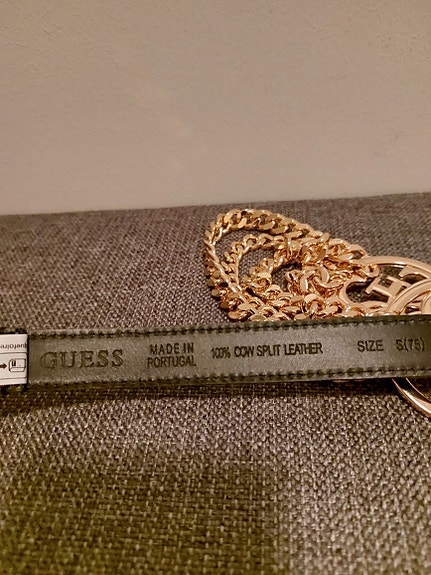 GUESS
MADE IN
PORTUGAL
100% COW SPLIT LEATHER
SIZE S(75)